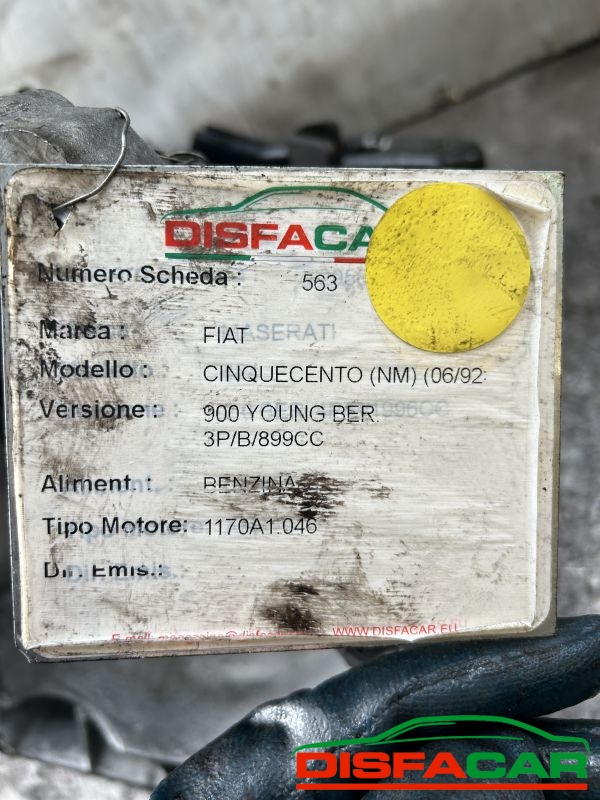 DISFACAR
Numero Scheda : 563
Marca : FIAT
Modello : CINQUECENTO (NM) (06/92-
Versione : 900 YOUNG BER.
3P/B/899CC
Aliment. : BENZINA
Tipo Motore: 1170A1.046
Dir. Emis.:
E-mail: WWW.DISFACAR.EU
DISFACAR